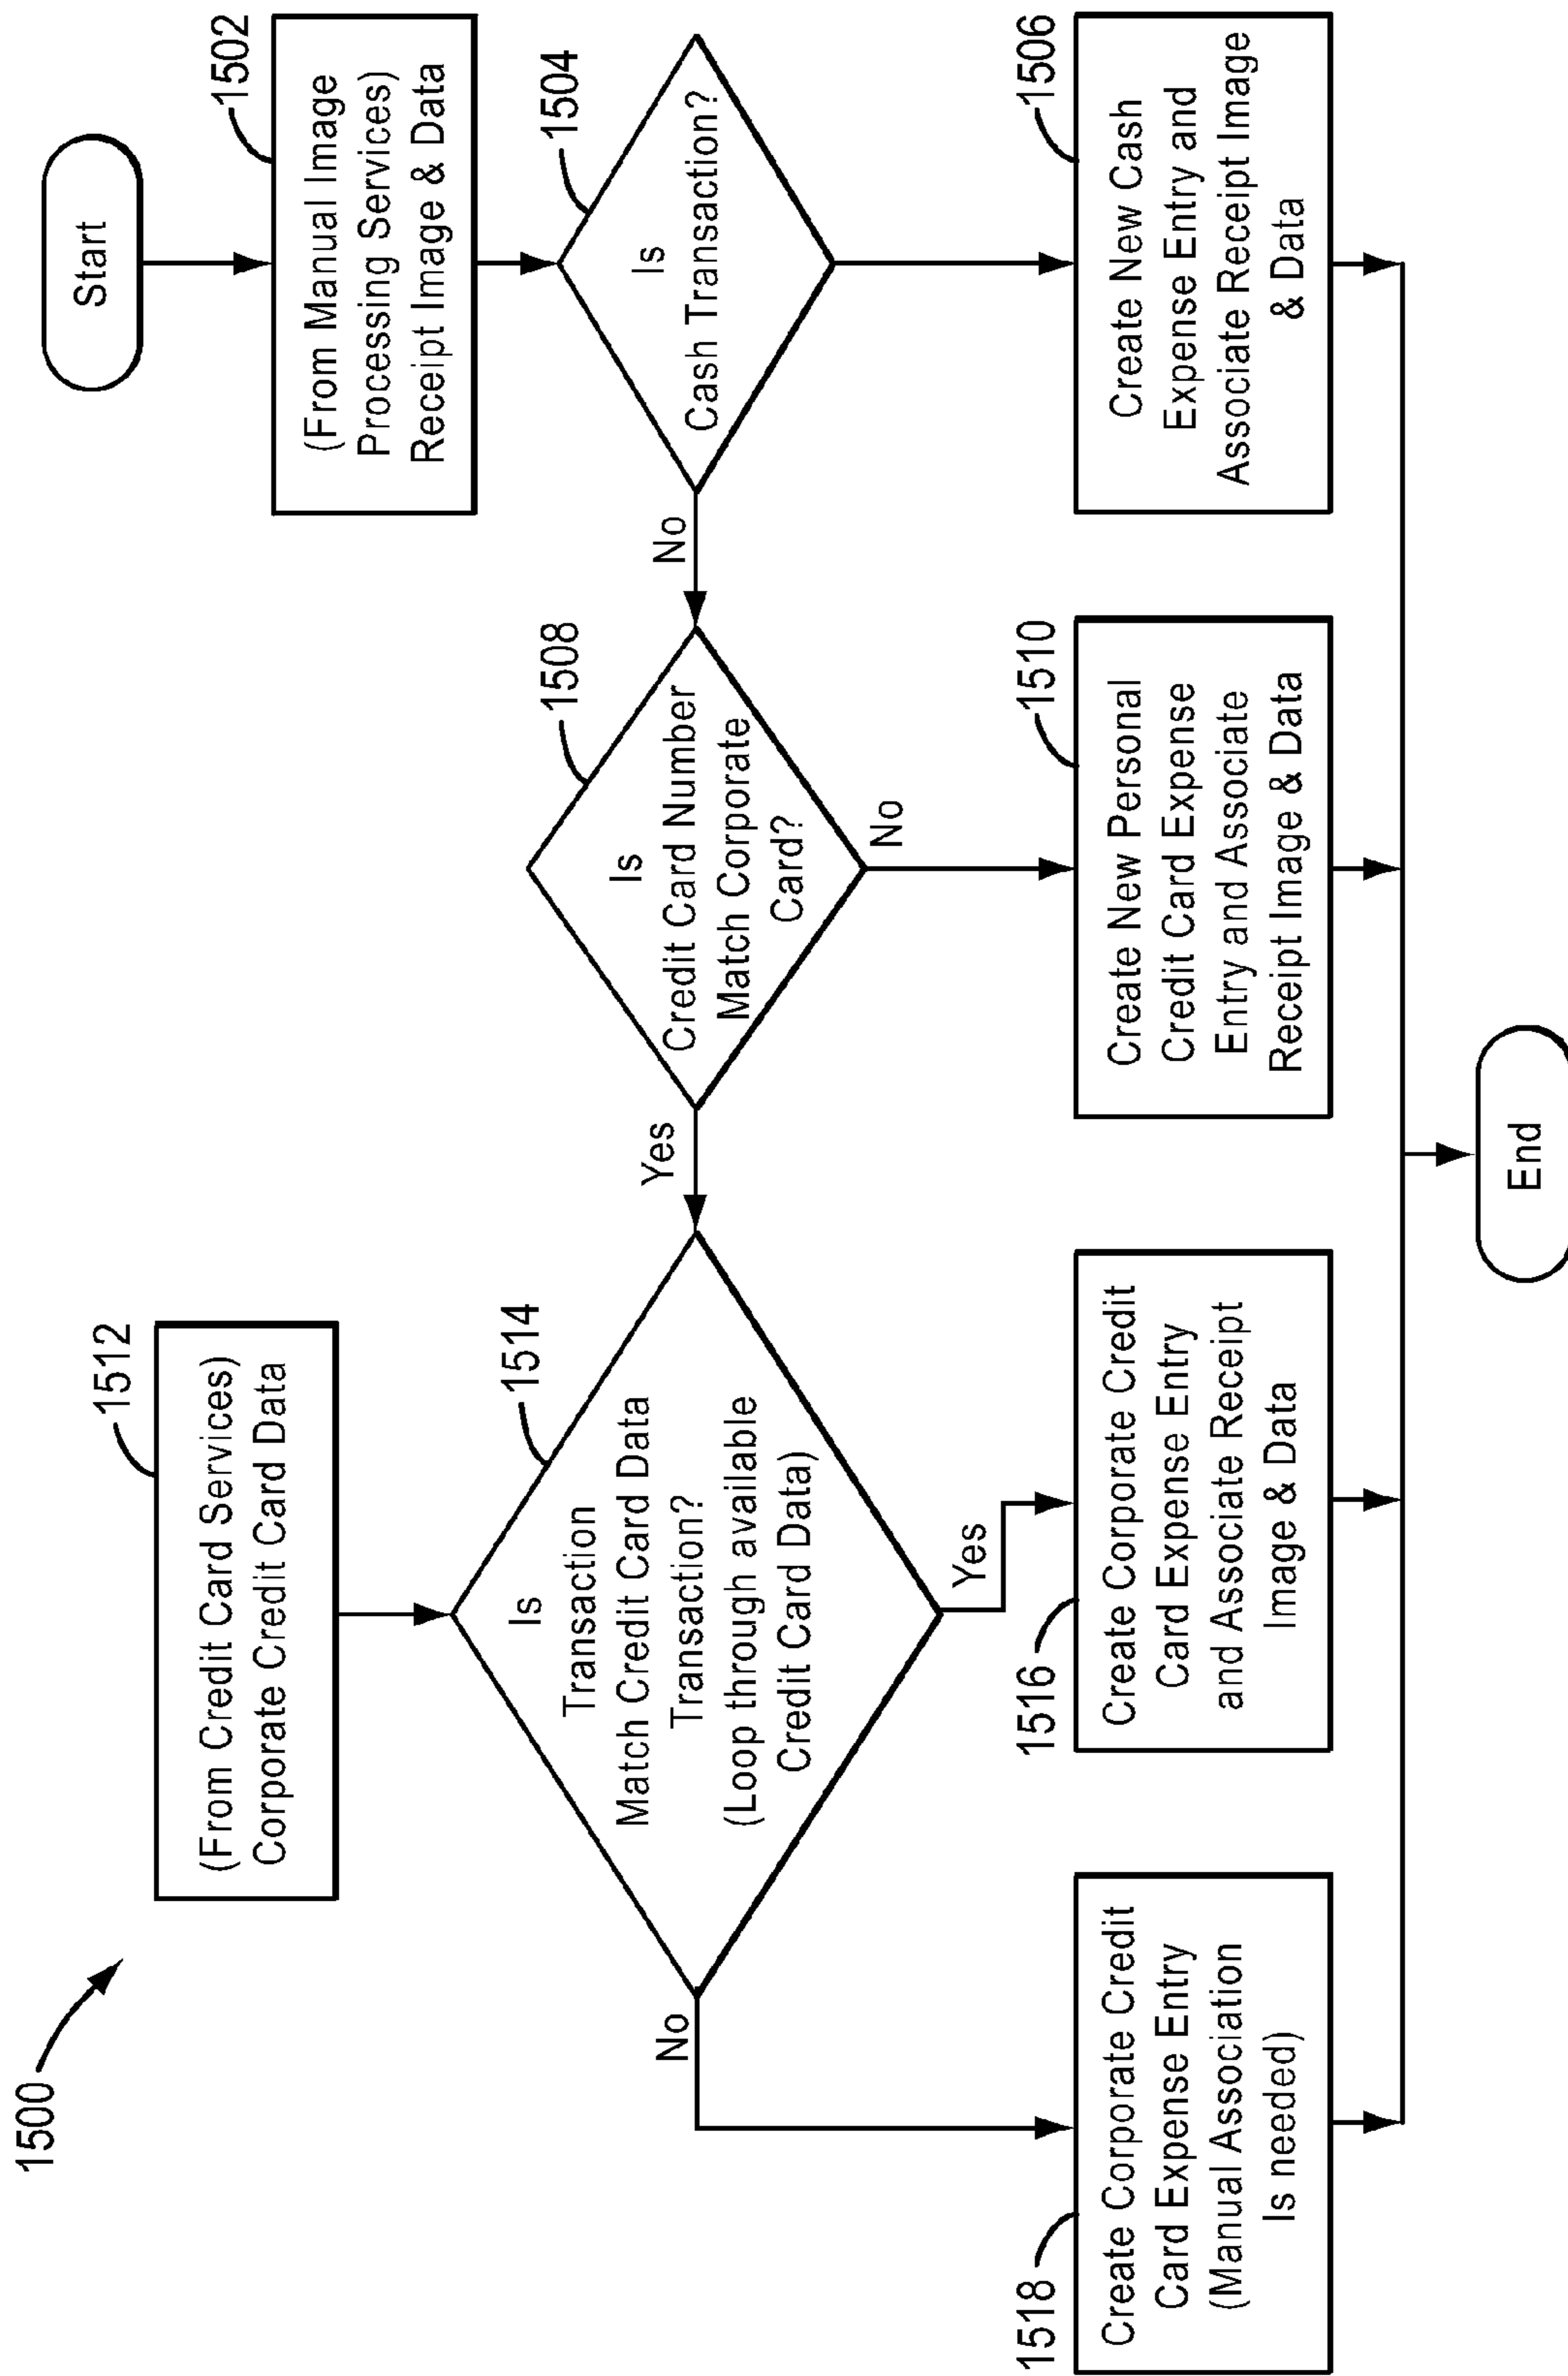 1500
Start
1502
(From Manual Image
Processing Services)
Receipt Image & Data
1512
(From Credit Card Services)
Corporate Credit Card Data
1504
Is
Cash Transaction?
No
1508
Is
Credit Card Number
Match Corporate
Card?
Yes
No
1514
Is
Transaction
Match Credit Card Data
Transaction?
(Loop through available
Credit Card Data)
No
Yes
1518
Create Corporate Credit
Card Expense Entry
(Manual Association
Is needed)
1516
Create Corporate Credit
Card Expense Entry
and Associate Receipt
Image & Data
1510
Create New Personal
Credit Card Expense
Entry and Associate
Receipt Image & Data
1506
Create New Cash
Expense Entry and
Associate Receipt Image
& Data
End